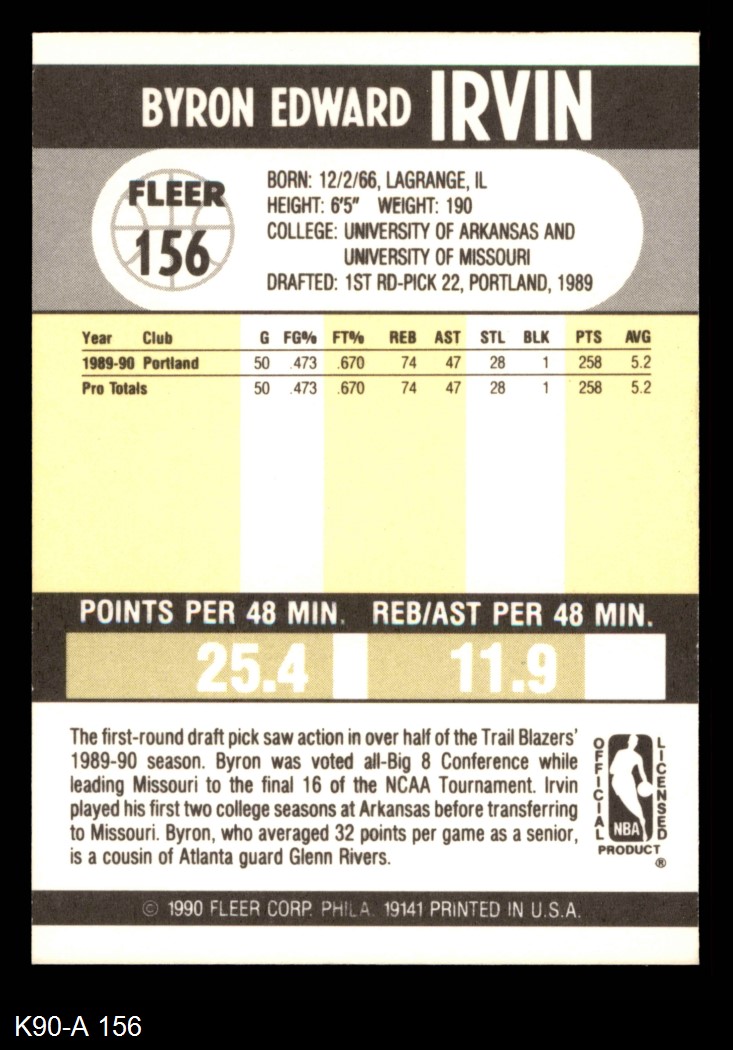 BYRON EDWARD IRVIN
FLEER
156
BORN: 12/2/66, LAGRANGE, IL
HEIGHT: 6'5" WEIGHT: 190
COLLEGE: UNIVERSITY OF ARKANSAS AND
UNIVERSITY OF MISSOURI
DRAFTED: 1ST RD-PICK 22, PORTLAND, 1989
Year Club G FG% FT% REB AST STL BLK PTS AVG
1989-90 Portland 50 .473 .670 74 47 28 1 258 5.2
Pro Totals 50 .473 .670 74 47 28 1 258 5.2
POINTS PER 48 MIN. REB/AST PER 48 MIN.
25.4 11.9
The first-round draft pick saw action in over half of the Trail Blazers'
1989-90 season. Byron was voted all-Big 8 Conference while
leading Missouri to the final 16 of the NCAA Tournament. Irvin
played his first two college seasons at Arkansas before transferring
to Missouri. Byron, who averaged 32 points per game as a senior,
is a cousin of Atlanta guard Glenn Rivers.
OFFICIAL
LICENSED
NBA
PRODUCT
®
© 1990 FLEER CORP. PHILA. 19141 PRINTED IN U.S.A.
K90-A 156